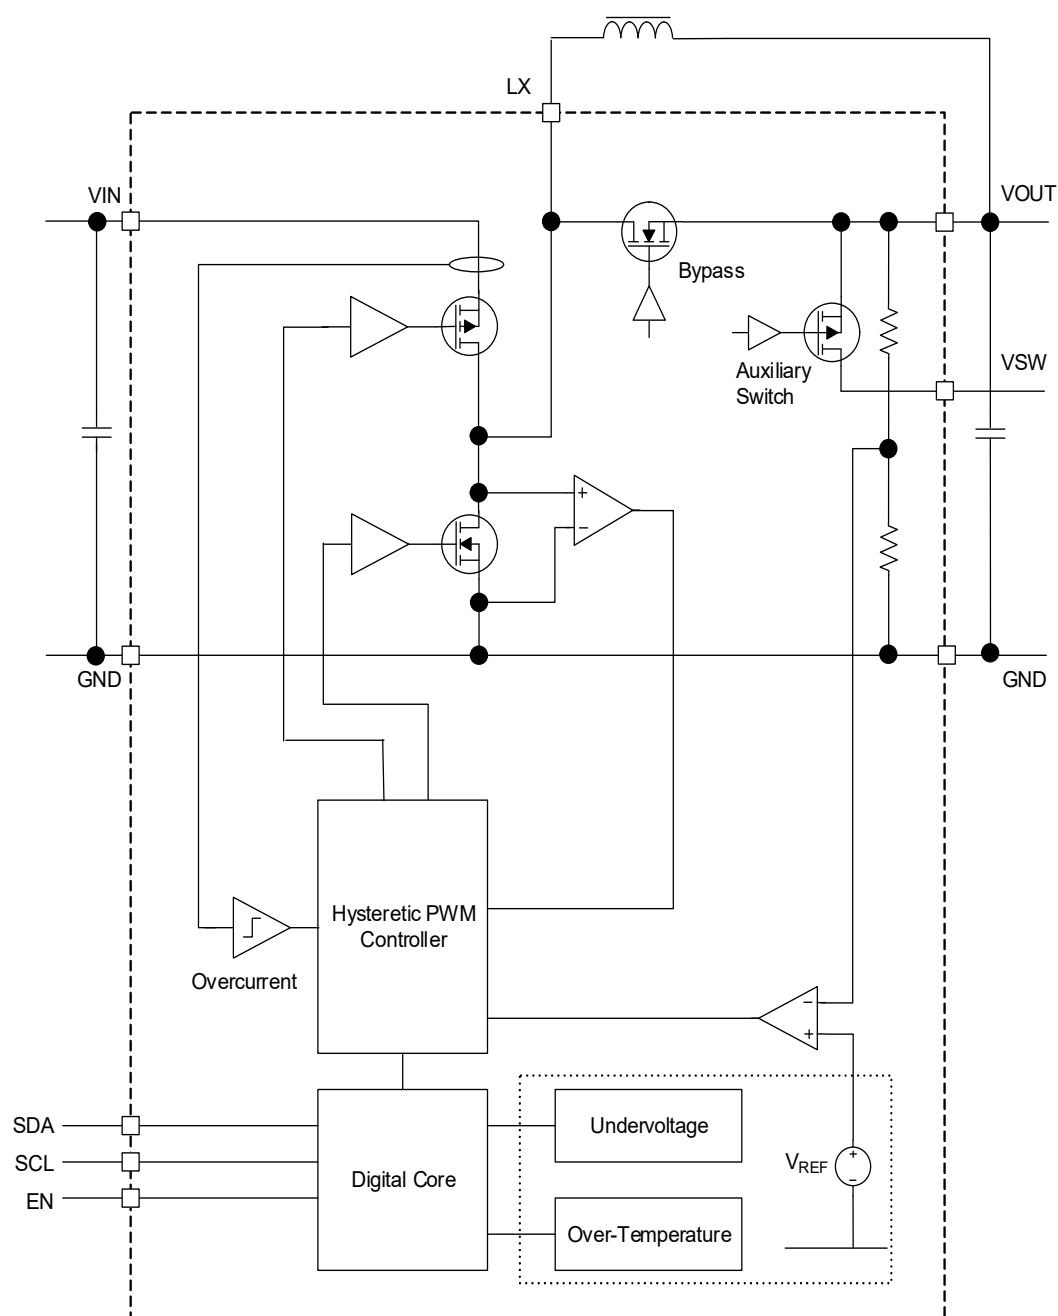 LX
VIN
VOUT
Bypass
Auxiliary
Switch
VSW
+
−
GND
GND
Hysteretic PWM
Controller
Overcurrent
−
+
SDA
SCL
EN
Digital Core
Undervoltage
Over-Temperature
VREF
+
−